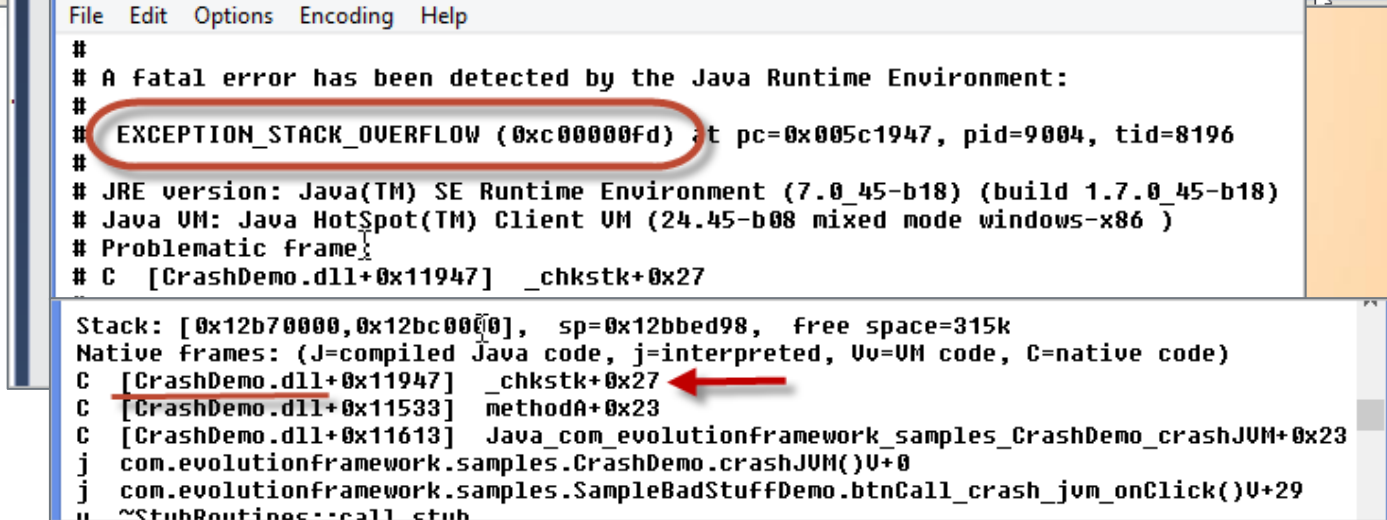 File Edit Options Encoding Help
#
# A fatal error has been detected by the Java Runtime Environment:
#
# EXCEPTION_STACK_OVERFLOW (0xc00000fd) at pc=0x005c1947, pid=9004, tid=8196
#
# JRE version: Java(TM) SE Runtime Environment (7.0_45-b18) (build 1.7.0_45-b18)
# Java VM: Java HotSpot(TM) Client VM (24.45-b08 mixed mode windows-x86 )
# Problematic frame:
# C [CrashDemo.dll+0x11947] _chkstk+0x27
Stack: [0x12b70000,0x12bc0000], sp=0x12bbed98, free space=315k
Native frames: (J=compiled Java code, j=interpreted, Vv=VM code, C=native code)
C [CrashDemo.dll+0x11947] _chkstk+0x27
C [CrashDemo.dll+0x11533] methodA+0x23
C [CrashDemo.dll+0x11613] Java_com_evolutionframework_samples_CrashDemo_crashJVM+0x23
j com.evolutionframework.samples.CrashDemo.crashJVM()V+0
j com.evolutionframework.samples.SampleBadStuffDemo.btnCall_crash_jvm_onClick()V+29
v ~StubRoutines::call_stub